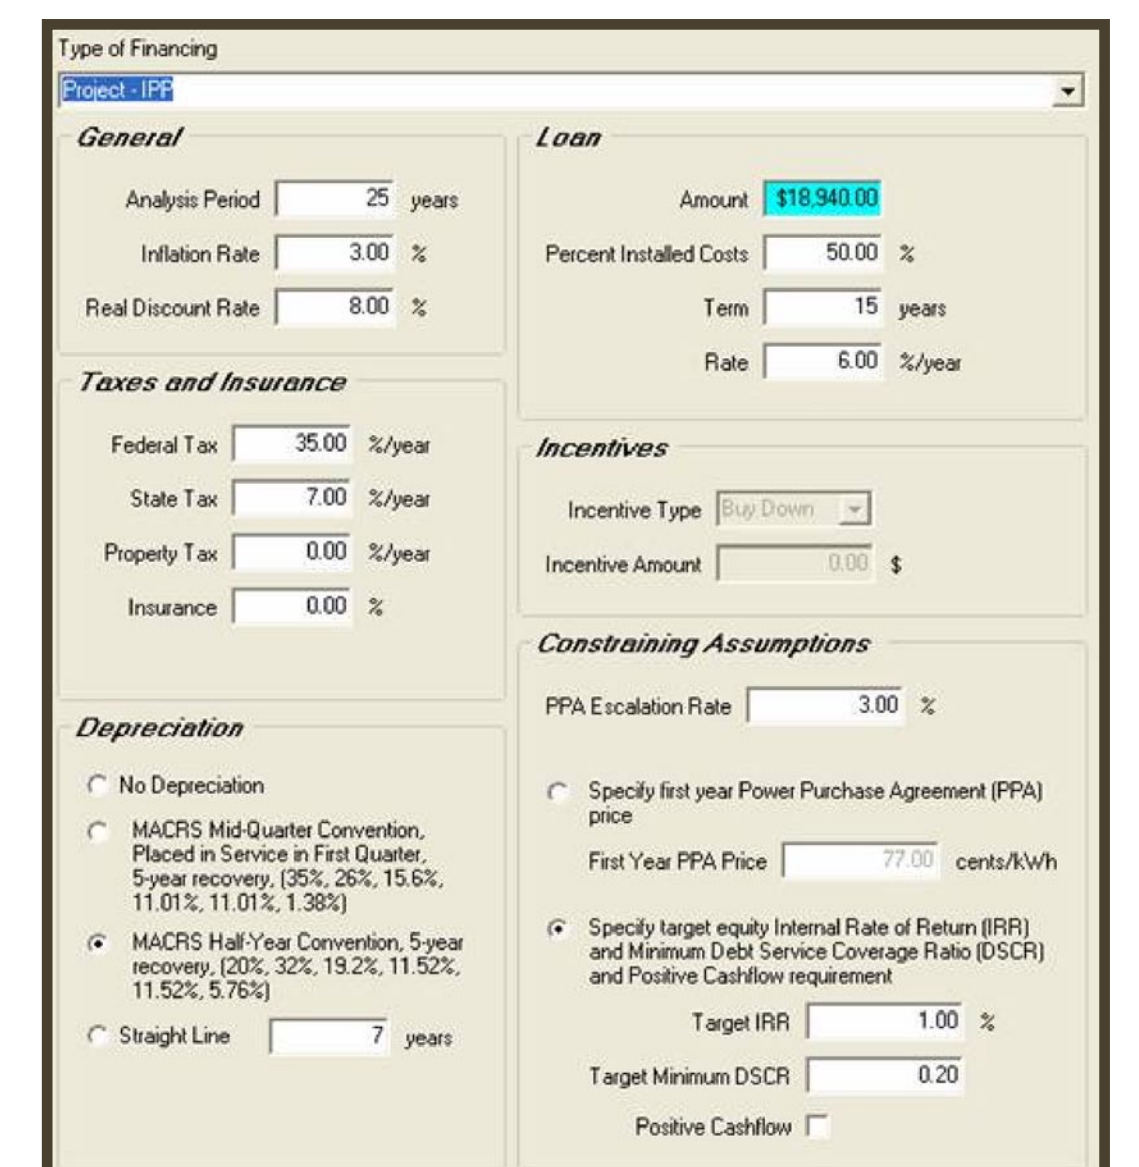 Type of Financing
Project - IPP
General
Analysis Period 25 years
Inflation Rate 3.00 %
Real Discount Rate 8.00 %
Taxes and Insurance
Federal Tax 35.00 %/year
State Tax 7.00 %/year
Property Tax 0.00 %/year
Insurance 0.00 %
Depreciation
No Depreciation
MACRS Mid-Quarter Convention,
Placed in Service in First Quarter,
5-year recovery, (35%, 26%, 15.6%,
11.01%, 11.01%, 1.38%)
MACRS Half-Year Convention, 5-year
recovery, (20%, 32%, 19.2%, 11.52%,
11.52%, 5.76%)
Straight Line 7 years
Loan
Amount $18,940.00
Percent Installed Costs 50.00 %
Term 15 years
Rate 6.00 %/year
Incentives
Incentive Type Buy Down
Incentive Amount 0.00 $
Constraining Assumptions
PPA Escalation Rate 3.00 %
Specify first year Power Purchase Agreement (PPA)
price
First Year PPA Price 77.00 cents/kWh
Specify target equity Internal Rate of Return (IRR)
and Minimum Debt Service Coverage Ratio (DSCR)
and Positive Cashflow requirement
Target IRR 1.00 %
Target Minimum DSCR 0.20
Positive Cashflow